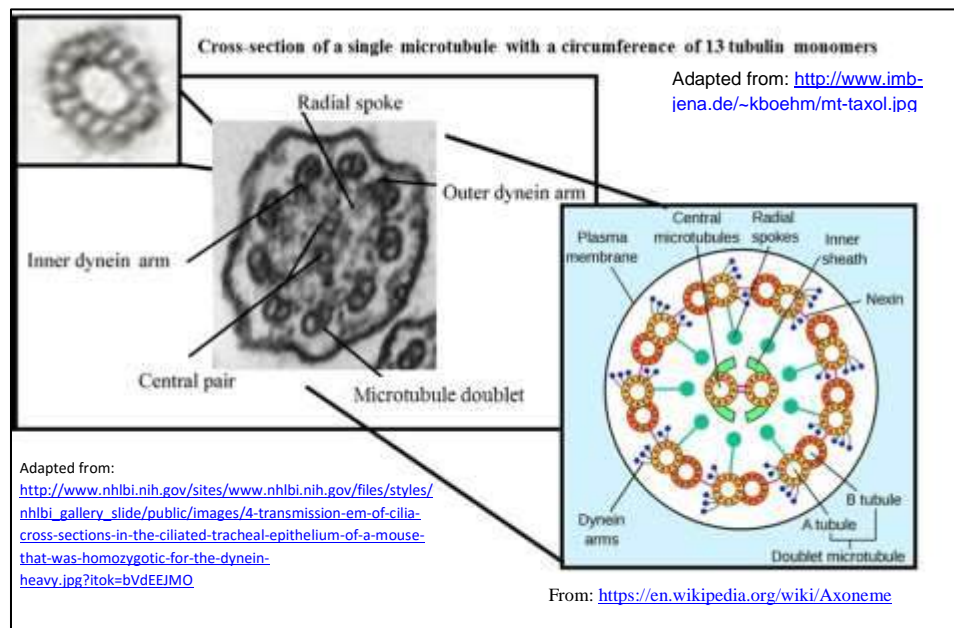 Cross-section of a single microtubule with a circumference of 13 tubulin monomers
Adapted from: http://www.imb-
jena.de/~kboehm/mt-taxol.jpg
Radial spoke
Outer dynein arm
Inner dynein arm
Central pair
Microtubule doublet
Central
microtubules
Radial
spokes
Plasma
membrane
Inner
sheath
Nexin
B tubule
A tubule
Dynein
arms
Doublet microtubule
Adapted from:
http://www.nhlbi.nih.gov/sites/www.nhlbi.nih.gov/files/styles/
nhlbi_gallery_slide/public/images/4-transmission-em-of-cilia-
cross-sections-in-the-ciliated-tracheal-epithelium-of-a-mouse-
that-was-homozygotic-for-the-dynein-
heavy.jpg?itok=bVdEEJMO
From: https://en.wikipedia.org/wiki/Axoneme